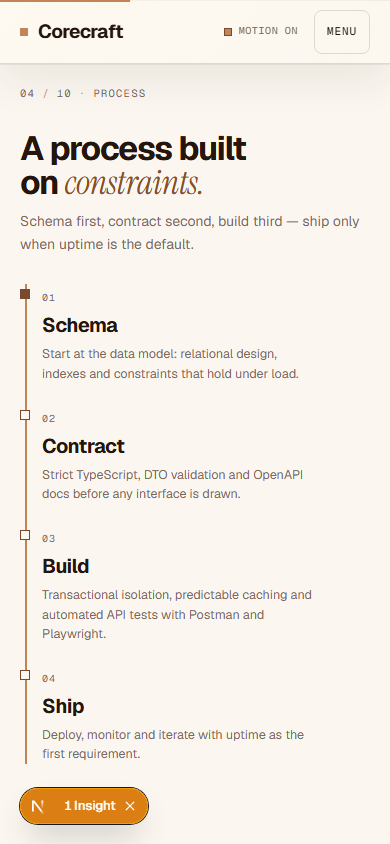 Corecraft
MOTION ON
MENU
04 / 10 · PROCESS
A process built
on constraints.
Schema first, contract second, build third — ship only
when uptime is the default.
01
Schema
Start at the data model: relational design,
indexes and constraints that hold under load.
02
Contract
Strict TypeScript, DTO validation and OpenAPI
docs before any interface is drawn.
03
Build
Transactional isolation, predictable caching and
automated API tests with Postman and
Playwright.
04
Ship
Deploy, monitor and iterate with uptime as the
first requirement.
N 1 Insight ×